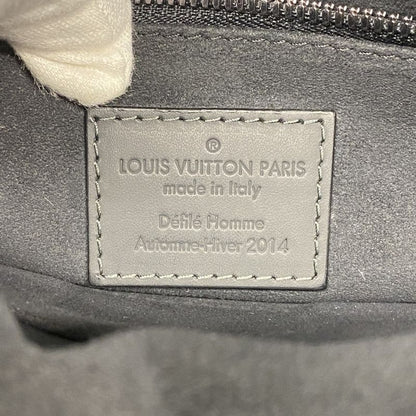 ®
LOUIS VUITTON PARIS
made in Italy
Défilé Homme
Automne-Hiver 2014